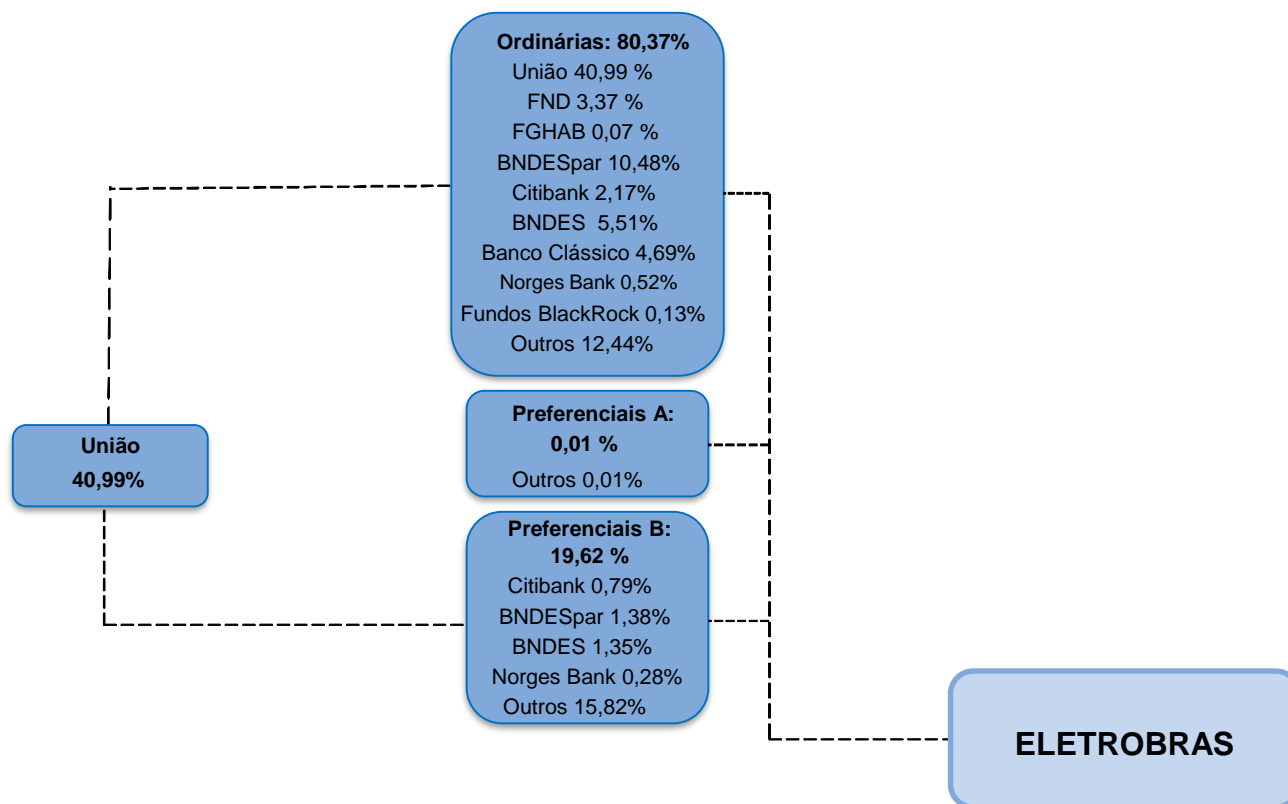 Ordinárias: 80,37%
União 40,99 %
FND 3,37 %
FGHAB 0,07 %
BNDESpar 10,48%
Citibank 2,17%
BNDES  5,51%
Banco Clássico 4,69%
Norges Bank 0,52%
Fundos BlackRock 0,13%
Outros 12,44%
Preferenciais A:
0,01 %
Outros 0,01%
União
40,99%
Preferenciais B:
19,62 %
Citibank 0,79%
BNDESpar 1,38%
BNDES 1,35%
Norges Bank 0,28%
Outros 15,82%
ELETROBRAS